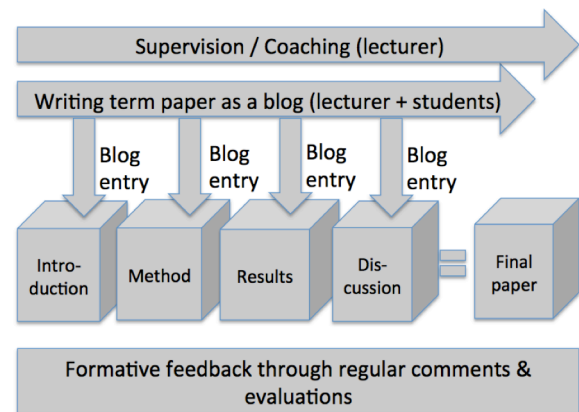 Supervision / Coaching (lecturer)
Writing term paper as a blog (lecturer + students)
Blog
entry
Blog
entry
Blog
entry
Blog
entry
Intro-
duction
Method
Results
Dis-
cussion
=
Final
paper
Formative feedback through regular comments &
evaluations